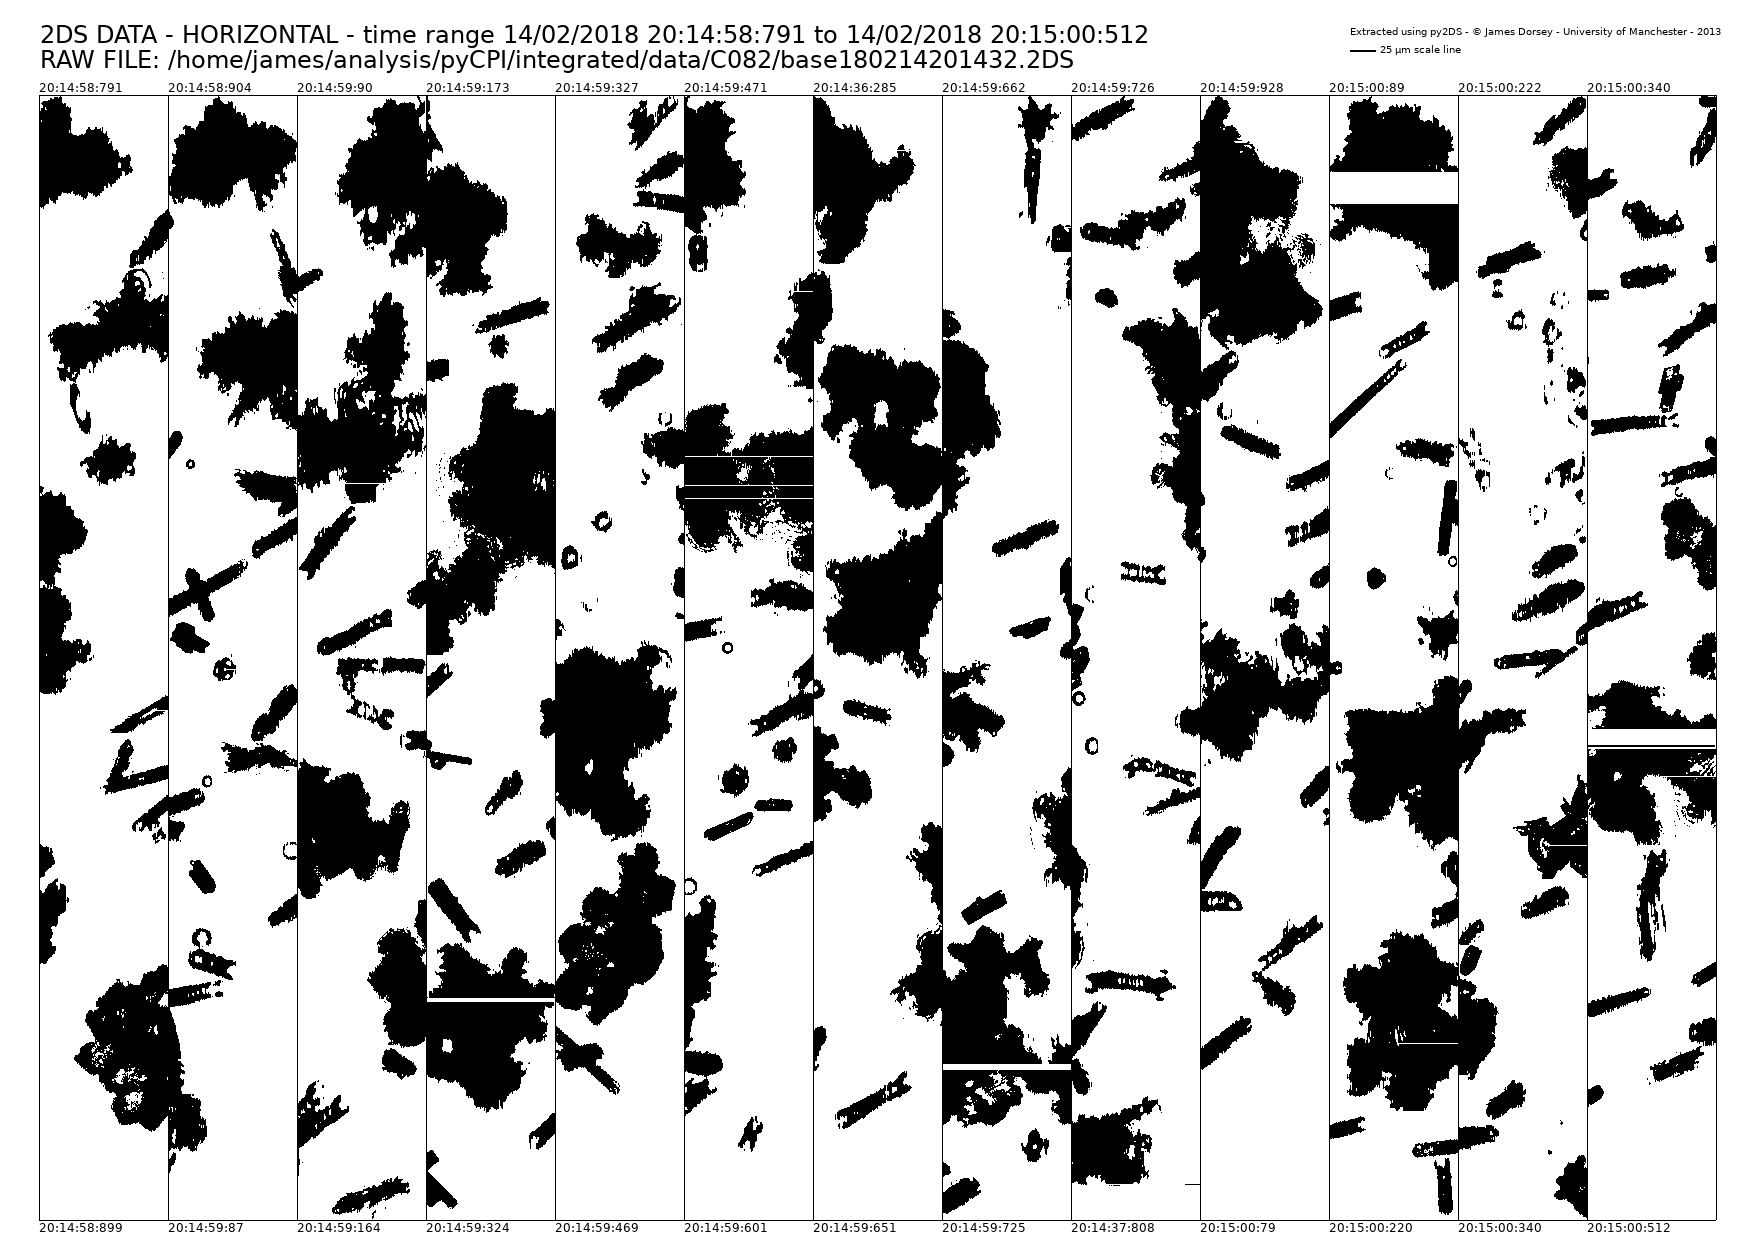 2DS DATA - HORIZONTAL - time range 14/02/2018 20:14:58:791 to 14/02/2018 20:15:00:512
RAW FILE: /home/james/analysis/pyCPI/integrated/data/C082/base180214201432.2DS
Extracted using py2DS - © James Dorsey - University of Manchester - 2013
25 µm scale line
20:14:58:791 20:14:58:904 20:14:59:90 20:14:59:173 20:14:59:327 20:14:59:471 20:14:36:285 20:14:59:662 20:14:59:726 20:14:59:928 20:15:00:89 20:15:00:222 20:15:00:340
20:14:58:899 20:14:59:87 20:14:59:164 20:14:59:324 20:14:59:469 20:14:59:601 20:14:59:651 20:14:59:725 20:14:37:808 20:15:00:79 20:15:00:220 20:15:00:340 20:15:00:512